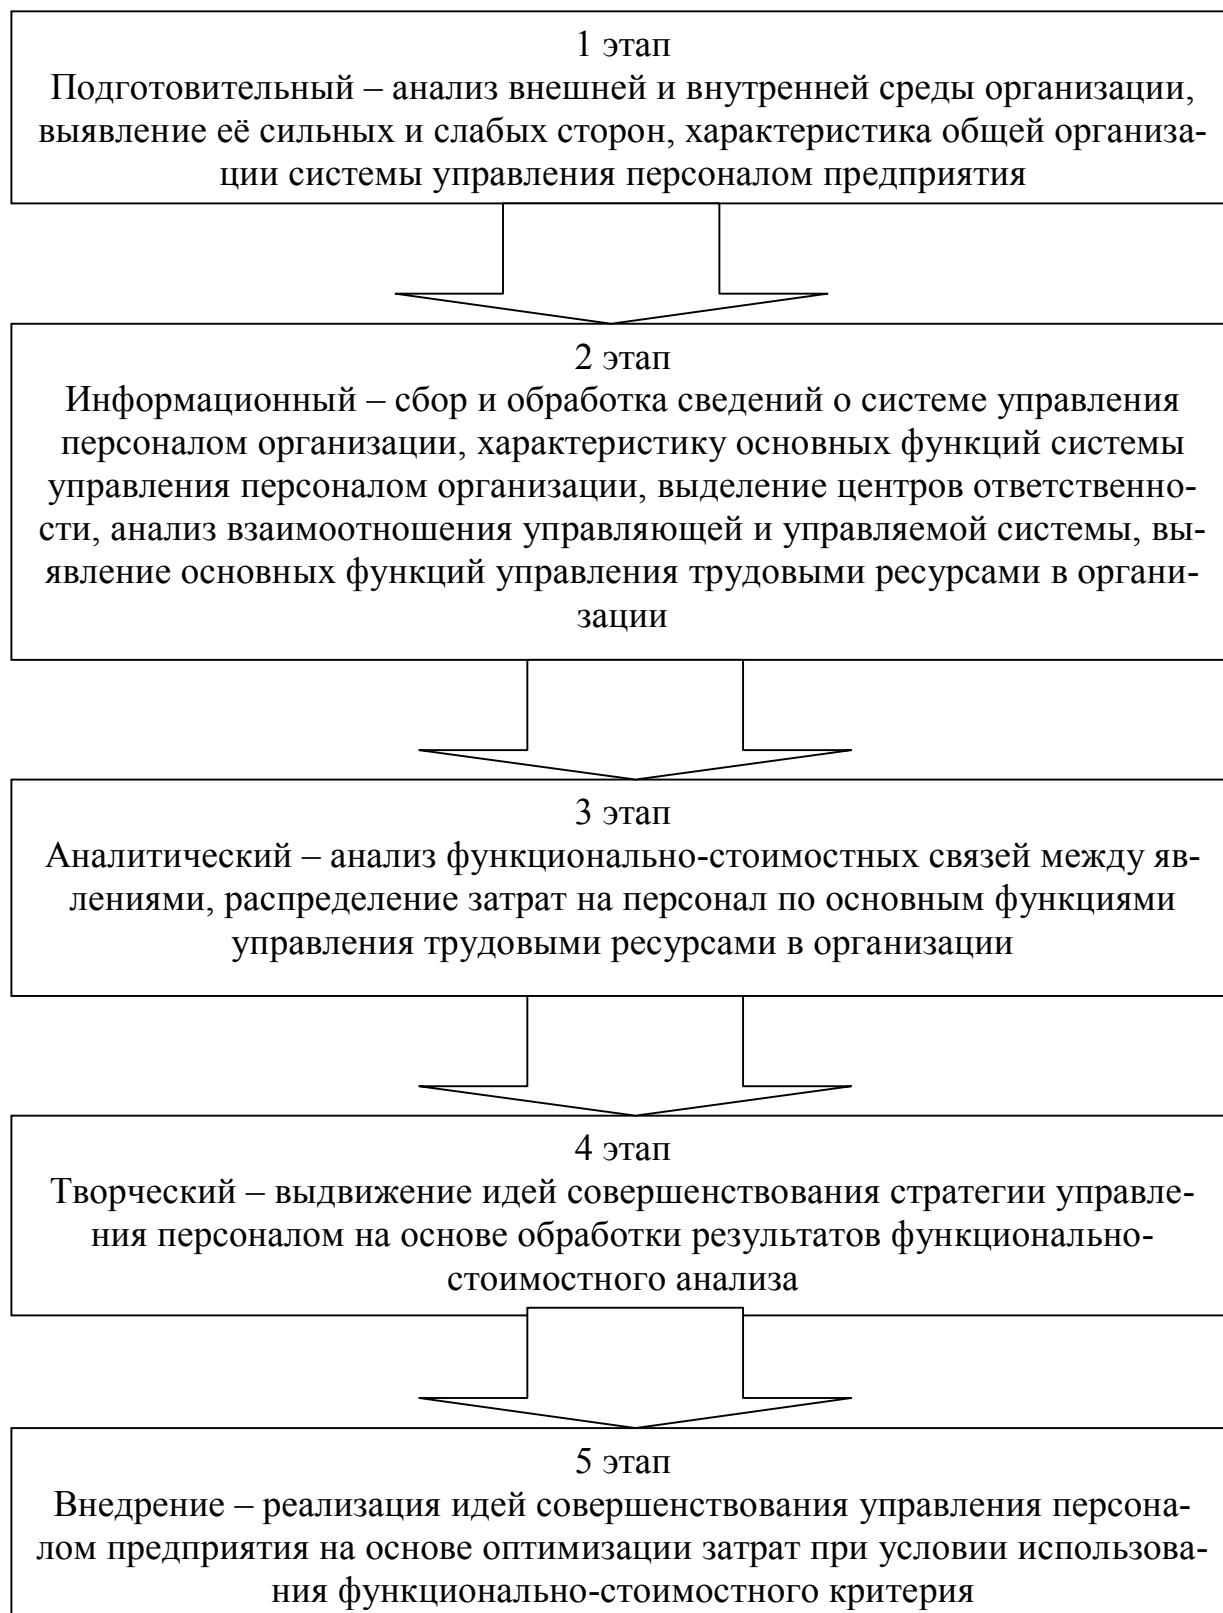 1 этап
Подготовительный – анализ внешней и внутренней среды организации,
выявление её сильных и слабых сторон, характеристика общей организа-
ции системы управления персоналом предприятия
2 этап
Информационный – сбор и обработка сведений о системе управления
персоналом организации, характеристику основных функций системы
управления персоналом организации, выделение центров ответственно-
сти, анализ взаимоотношения управляющей и управляемой системы, вы-
явление основных функций управления трудовыми ресурсами в органи-
зации
3 этап
Аналитический – анализ функционально-стоимостных связей между яв-
лениями, распределение затрат на персонал по основным функциями
управления трудовыми ресурсами в организации
4 этап
Творческий – выдвижение идей совершенствования стратегии управле-
ния персоналом на основе обработки результатов функционально-
стоимостного анализа
5 этап
Внедрение – реализация идей совершенствования управления персона-
лом предприятия на основе оптимизации затрат при условии использова-
ния функционально-стоимостного критерия